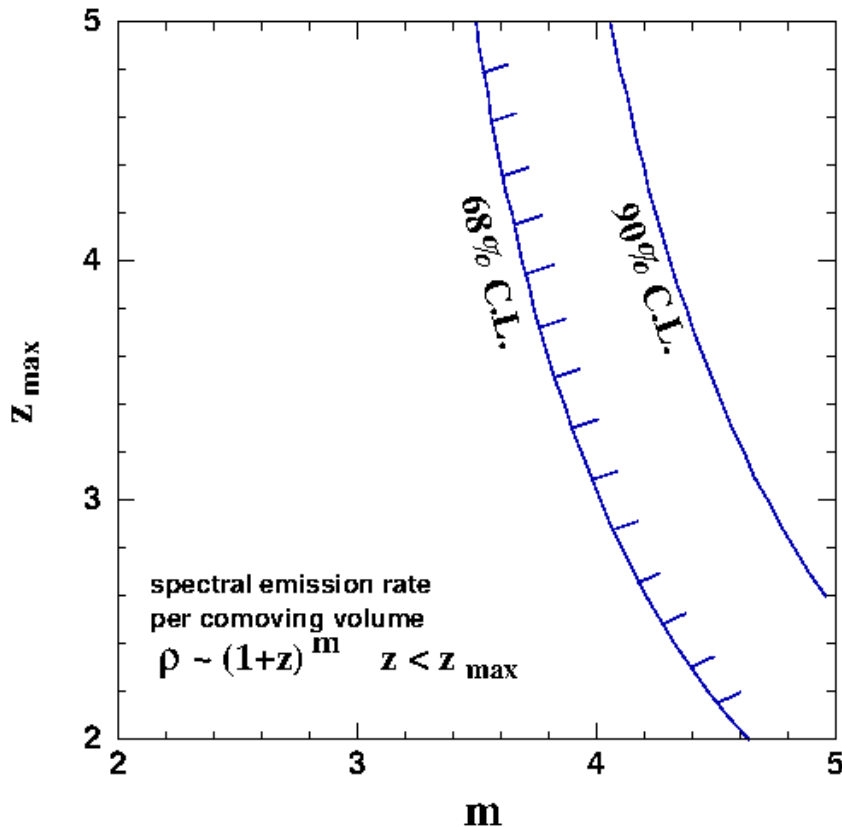 5
4
3
2
z max
68% C.L.
90% C.L.
spectral emission rate
per comoving volume
ρ ~ (1+z)^m z < z max
2 3 4 5
m